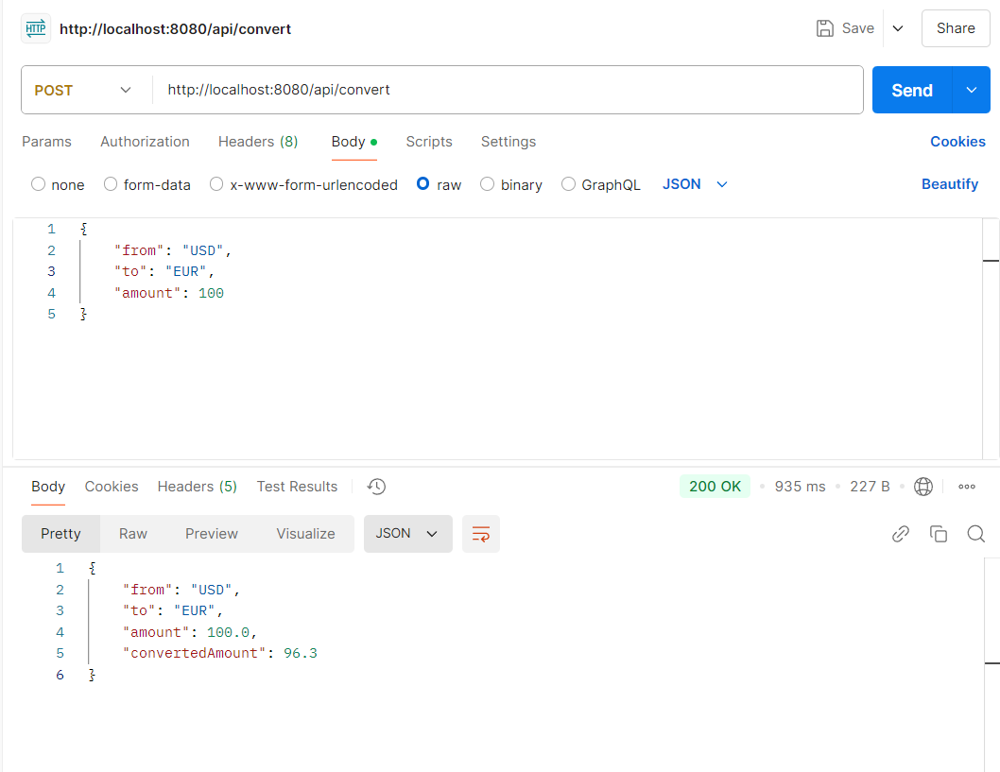 HTTP http://localhost:8080/api/convert Save Share
POST http://localhost:8080/api/convert Send
Params Authorization Headers (8) Body Scripts Settings Cookies
none form-data x-www-form-urlencoded raw binary GraphQL JSON Beautify
1 {
2 "from": "USD",
3 "to": "EUR",
4 "amount": 100
5 }
Body Cookies Headers (5) Test Results 200 OK 935 ms 227 B
Pretty Raw Preview Visualize JSON
1 {
2 "from": "USD",
3 "to": "EUR",
4 "amount": 100.0,
5 "convertedAmount": 96.3
6 }